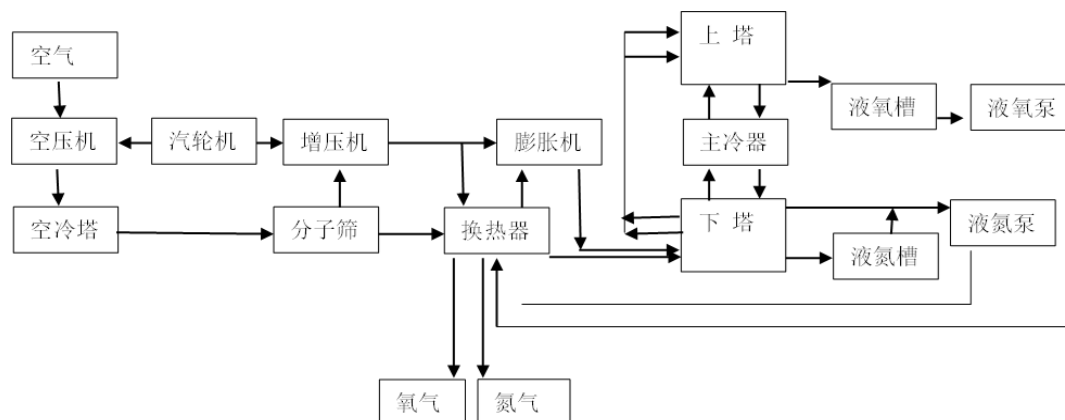 空气
上 塔
液氧槽
液氧泵
空压机
汽轮机
增压机
膨胀机
主冷器
空冷塔
分子筛
换热器
下 塔
液氮泵
液氮槽
氧气
氮气